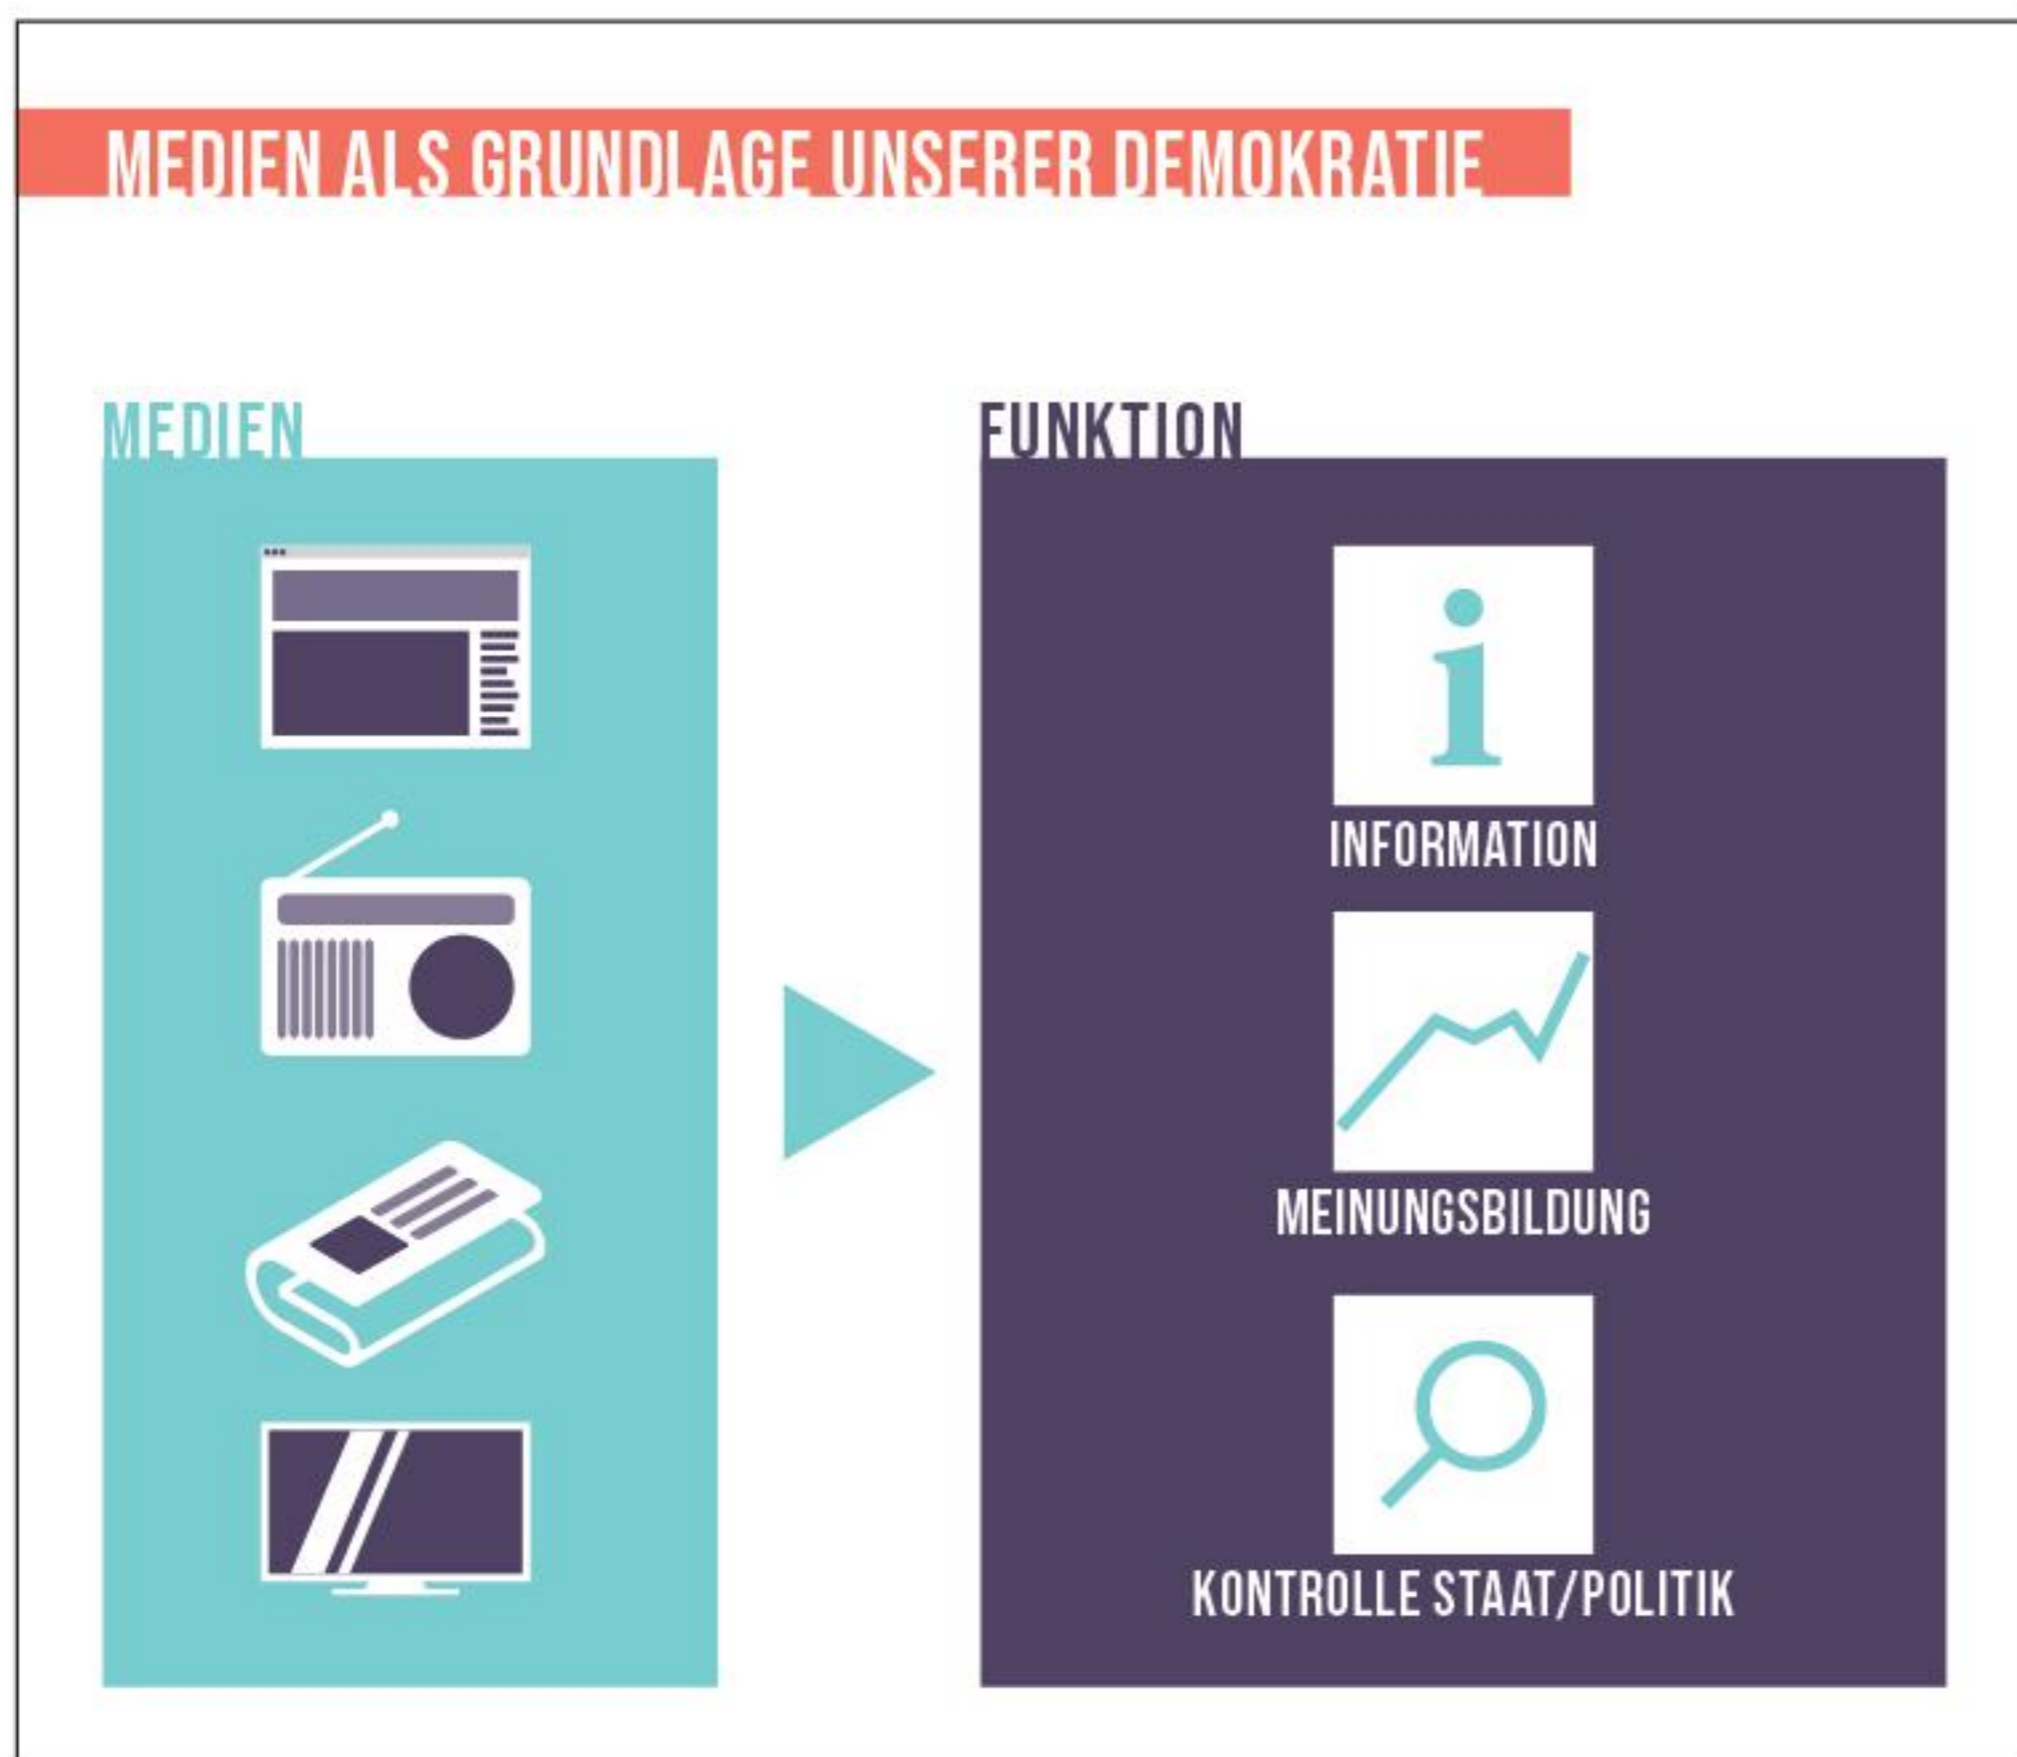 MEDIEN ALS GRUNDLAGE UNSERER DEMOKRATIE
MEDIEN
FUNKTION
i
INFORMATION
MEINUNGSBILDUNG
KONTROLLE STAAT/POLITIK